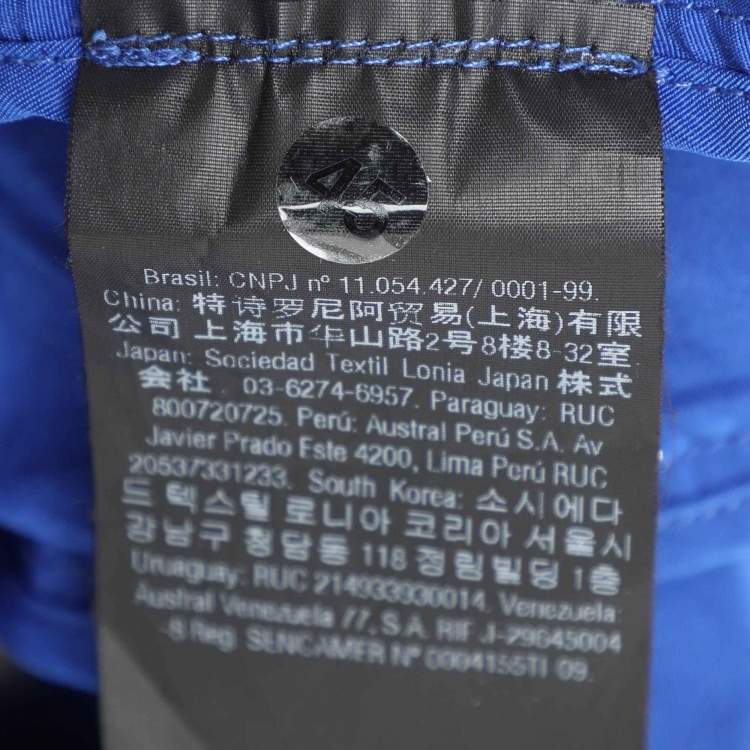 46
Brasil: CNPJ nº 11.054.427/ 0001-99.
China: 特诗罗尼阿贸易(上海)有限
公司 上海市华山路2号8楼8-32室
Japan: Sociedad Textil Lonia Japan 株式
会社. 03-6274-6957. Paraguay: RUC
800720725. Perú: Austral Perú S.A. Av
Javier Prado Este 4200, Lima Perú RUC
20537331233. South Korea: 소시에다
드 텍스틸 로니아 코리아 서울시
강남구 청담동 118 정림빌딩 1층
Uruaguay: RUC 214933930014. Venezuela:
Austral Venezuela 77, S.A. RIF J-29645004
-8 Reg. SENCAMER Nº 0004155TI 09.